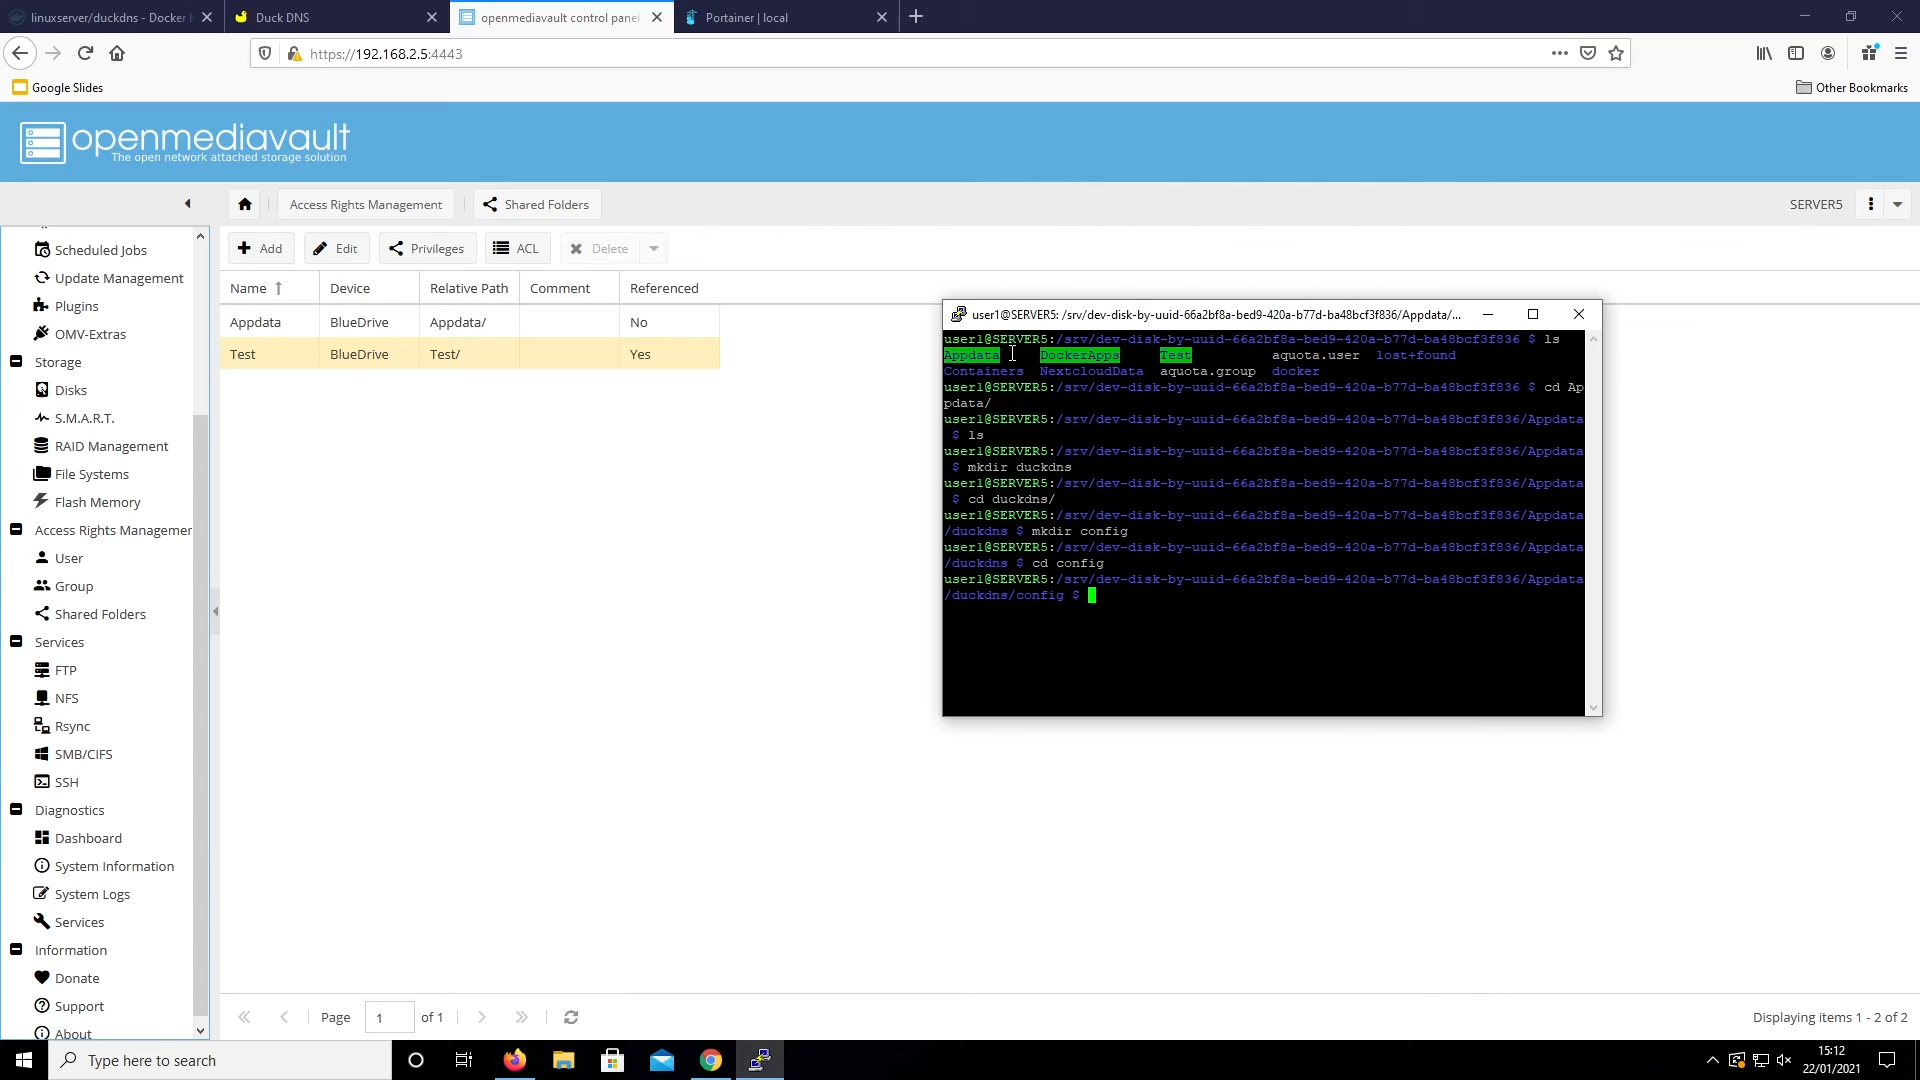 linuxserver/duckdns - Docker
Duck DNS
openmediavault control panel
Portainer | local
https://192.168.2.5:4443
Google Slides
Other Bookmarks
openmediavault
The open network attached storage solution
Access Rights Management
Shared Folders
SERVER5
Add
Edit
Privileges
ACL
Delete
Name
Device
Relative Path
Comment
Referenced
Appdata
BlueDrive
Appdata/
No
Test
BlueDrive
Test/
Yes
Scheduled Jobs
Update Management
Plugins
OMV-Extras
Storage
Disks
S.M.A.R.T.
RAID Management
File Systems
Flash Memory
Access Rights Managemen
User
Group
Shared Folders
Services
FTP
NFS
Rsync
SMB/CIFS
SSH
Diagnostics
Dashboard
System Information
System Logs
Services
Information
Donate
Support
About
user1@SERVER5: /srv/dev-disk-by-uuid-66a2bf8a-bed9-420a-b77d-ba48bcf3f836/Appdata/...
user1@SERVER5:/srv/dev-disk-by-uuid-66a2bf8a-bed9-420a-b77d-ba48bcf3f836 $ ls
Appdata DockerApps Test aquota.user lost+found
Containers NextcloudData aquota.group docker
user1@SERVER5:/srv/dev-disk-by-uuid-66a2bf8a-bed9-420a-b77d-ba48bcf3f836 $ cd Ap
pdata/
user1@SERVER5:/srv/dev-disk-by-uuid-66a2bf8a-bed9-420a-b77d-ba48bcf3f836/Appdata
$ ls
user1@SERVER5:/srv/dev-disk-by-uuid-66a2bf8a-bed9-420a-b77d-ba48bcf3f836/Appdata
$ mkdir duckdns
user1@SERVER5:/srv/dev-disk-by-uuid-66a2bf8a-bed9-420a-b77d-ba48bcf3f836/Appdata
$ cd duckdns/
user1@SERVER5:/srv/dev-disk-by-uuid-66a2bf8a-bed9-420a-b77d-ba48bcf3f836/Appdata
/duckdns $ mkdir config
user1@SERVER5:/srv/dev-disk-by-uuid-66a2bf8a-bed9-420a-b77d-ba48bcf3f836/Appdata
/duckdns $ cd config
user1@SERVER5:/srv/dev-disk-by-uuid-66a2bf8a-bed9-420a-b77d-ba48bcf3f836/Appdata
/duckdns/config $
Page 1 of 1
Displaying items 1 - 2 of 2
Type here to search
15:12
22/01/2021